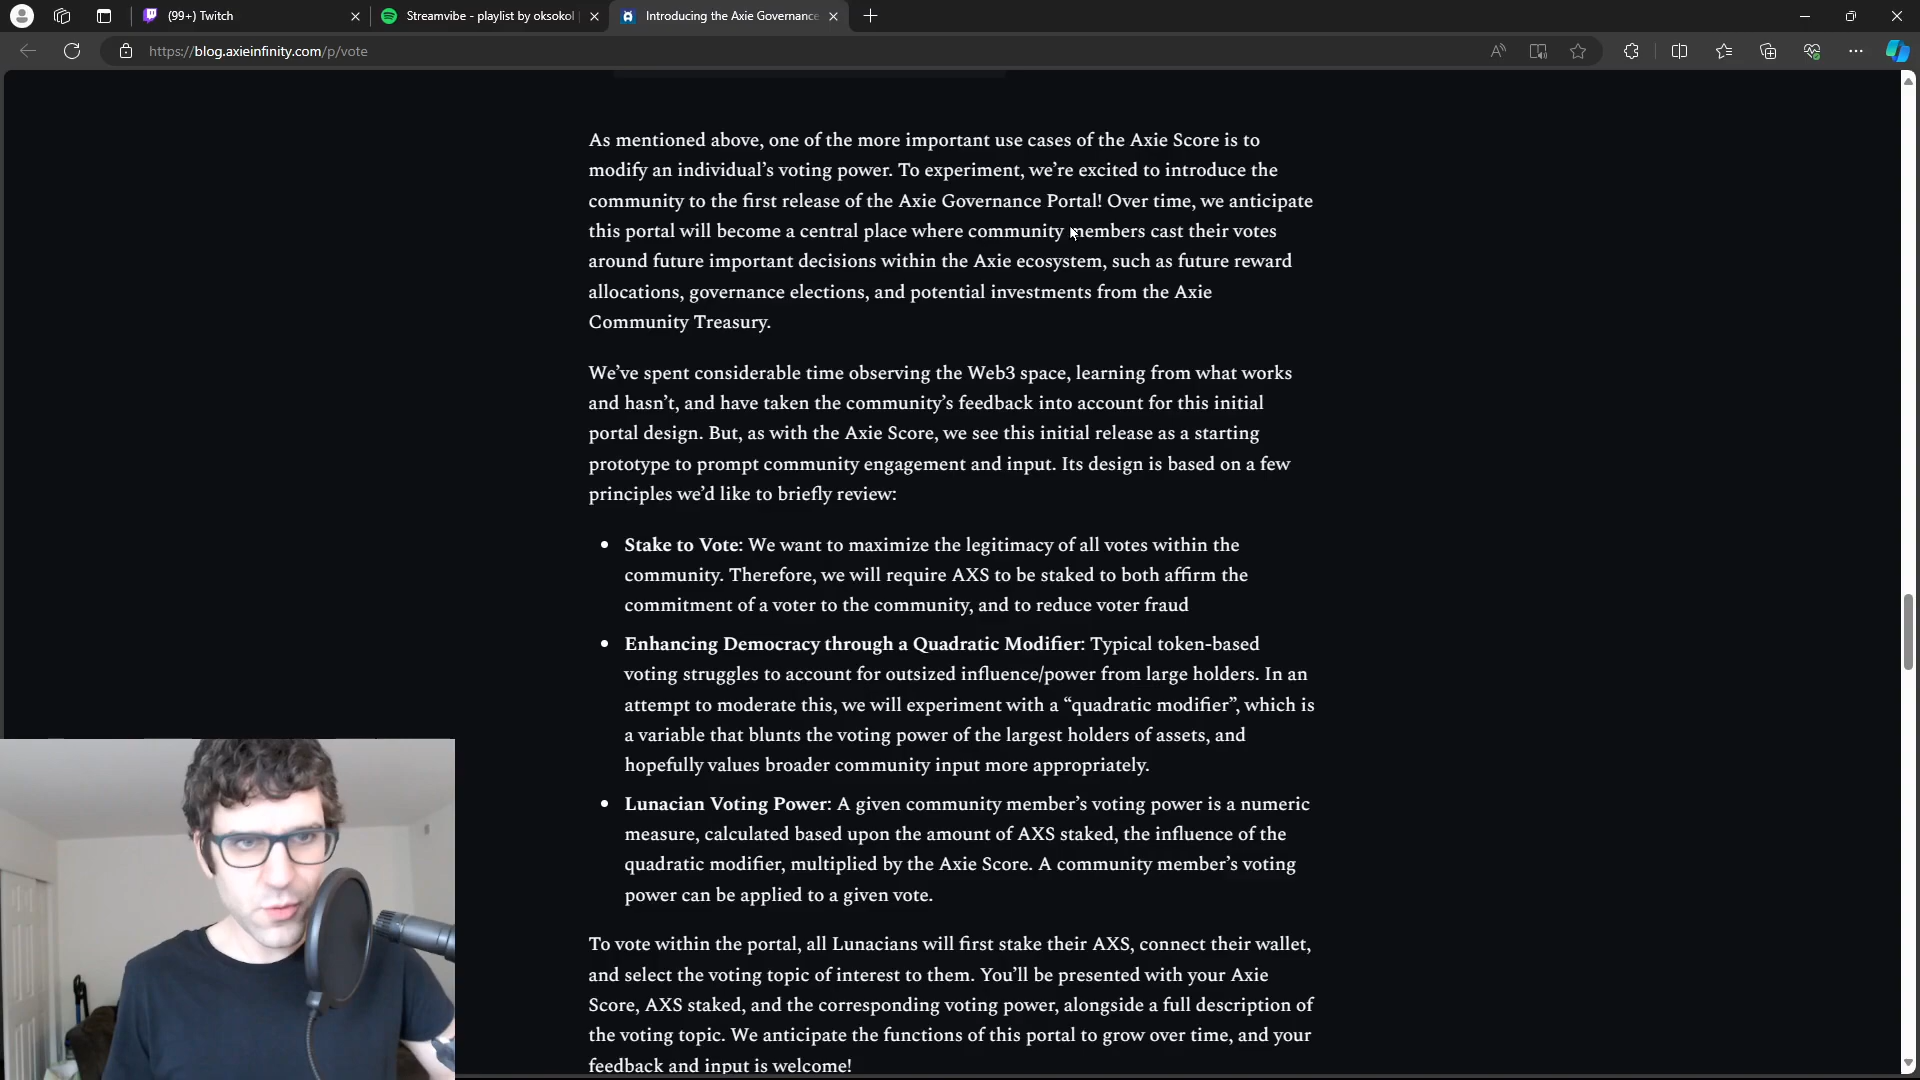 (99+) Twitch
Streamvibe - playlist by oksokol
Introducing the Axie Governance
https://blog.axieinfinity.com/p/vote
As mentioned above, one of the more important use cases of the Axie Score is to
modify an individual’s voting power. To experiment, we’re excited to introduce the
community to the first release of the Axie Governance Portal! Over time, we anticipate
this portal will become a central place where community members cast their votes
around future important decisions within the Axie ecosystem, such as future reward
allocations, governance elections, and potential investments from the Axie
Community Treasury.
We’ve spent considerable time observing the Web3 space, learning from what works
and hasn’t, and have taken the community’s feedback into account for this initial
portal design. But, as with the Axie Score, we see this initial release as a starting
prototype to prompt community engagement and input. Its design is based on a few
principles we’d like to briefly review:
• Stake to Vote: We want to maximize the legitimacy of all votes within the
community. Therefore, we will require AXS to be staked to both affirm the
commitment of a voter to the community, and to reduce voter fraud
• Enhancing Democracy through a Quadratic Modifier: Typical token-based
voting struggles to account for outsized influence/power from large holders. In an
attempt to moderate this, we will experiment with a “quadratic modifier”, which is
a variable that blunts the voting power of the largest holders of assets, and
hopefully values broader community input more appropriately.
• Lunacian Voting Power: A given community member’s voting power is a numeric
measure, calculated based upon the amount of AXS staked, the influence of the
quadratic modifier, multiplied by the Axie Score. A community member’s voting
power can be applied to a given vote.
To vote within the portal, all Lunacians will first stake their AXS, connect their wallet,
and select the voting topic of interest to them. You’ll be presented with your Axie
Score, AXS staked, and the corresponding voting power, alongside a full description of
the voting topic. We anticipate the functions of this portal to grow over time, and your
feedback and input is welcome!